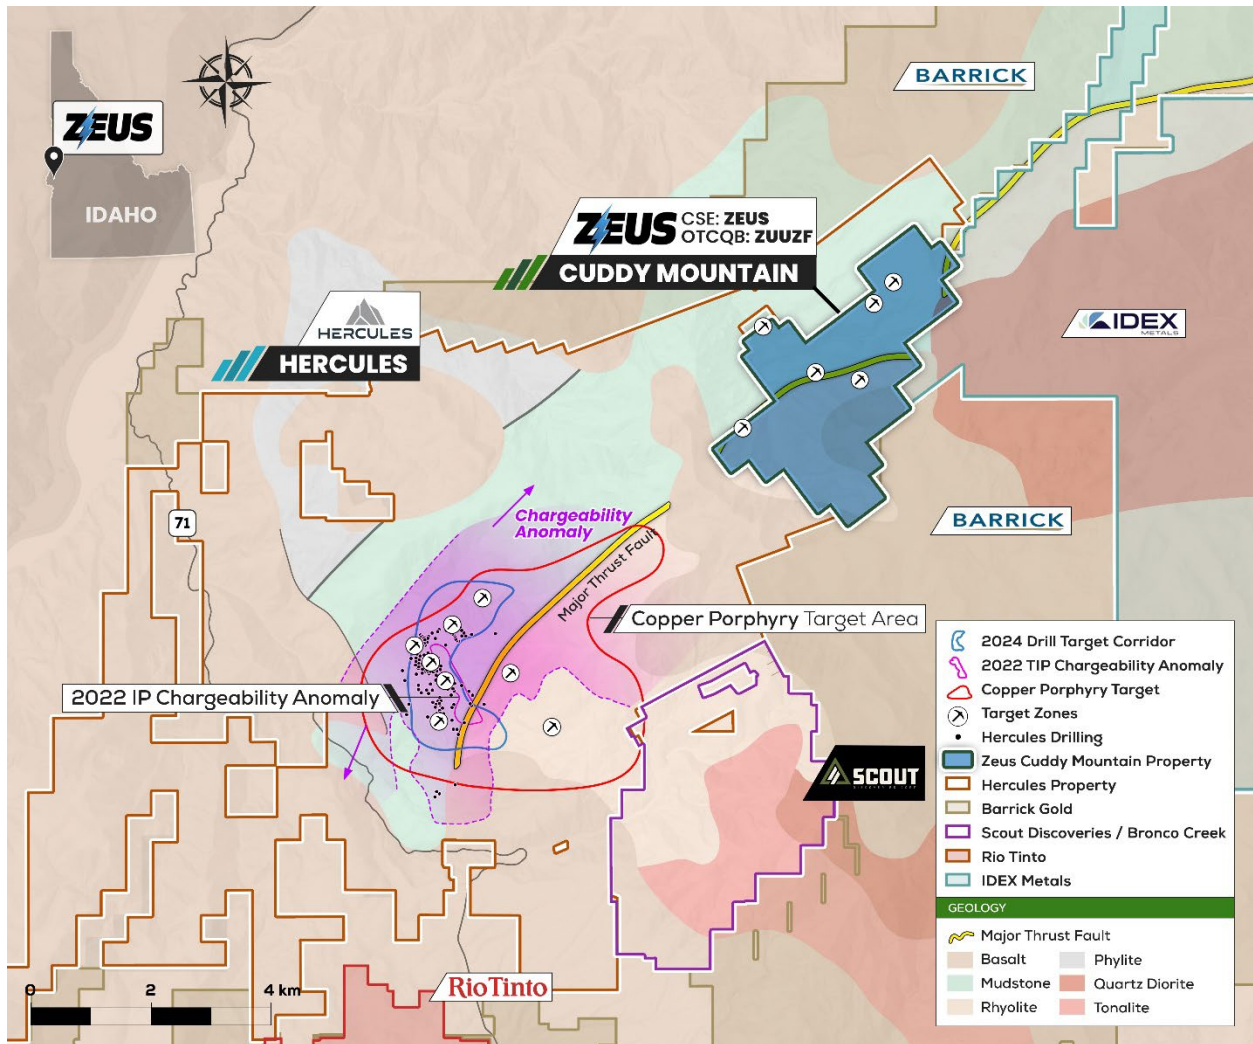 ZEUS
IDAHO
BARRICK
ZEUS
CSE: ZEUS
OTCQB: ZUUZF
CUDDY MOUNTAIN
HERCULES
HERCULES
IDEX
METALS
71
Chargeability
Anomaly
BARRICK
Major Thrust Fault
Copper Porphyry Target Area
2022 IP Chargeability Anomaly
SCOUT
RioTinto
0 2 4 km
2024 Drill Target Corridor
2022 TIP Chargeability Anomaly
Copper Porphyry Target
Target Zones
Hercules Drilling
Zeus Cuddy Mountain Property
Hercules Property
Barrick Gold
Scout Discoveries / Bronco Creek
Rio Tinto
IDEX Metals
GEOLOGY
Major Thrust Fault
Basalt
Phylite
Mudstone
Quartz Diorite
Rhyolite
Tonalite